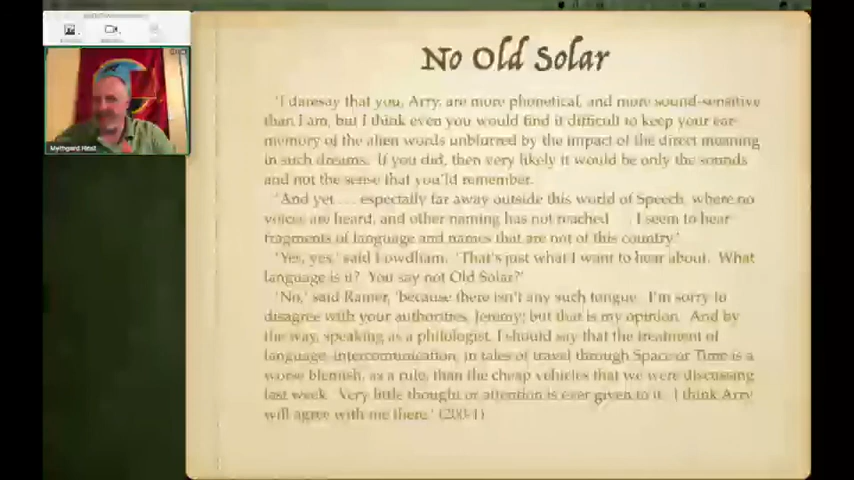 No Old Solar
'I daresay that you, Arry, are more phonetical, and more sound-sensitive
than I am, but I think even you would find it difficult to keep your ear-
memory of the alien words unblurred by the impact of the direct meaning
in such dreams. If you did, then very likely it would be only the sounds
and not the sense that you'ld remember.
'And yet . . . especially far away outside this world of Speech, where no
voices are heard, and other naming has not reached . . . I seem to hear
fragments of language and names that are not of this country.'
'Yes, yes,' said Lowdham. 'That's just what I want to hear about. What
language is it? You say not Old Solar?'
'No,' said Ramer, 'because there isn't any such tongue. I'm sorry to
disagree with your authorities, Jeremy; but that is my opinion. And by
the way, speaking as a philologist, I should say that the treatment of
language, intercommunication, in tales of travel through Space or Time is a
worse blemish, as a rule, than the cheap vehicles that we were discussing
last week. Very little thought or attention is ever given to it. I think Arry
will agree with me there.' (200-1)
Mythgard Host